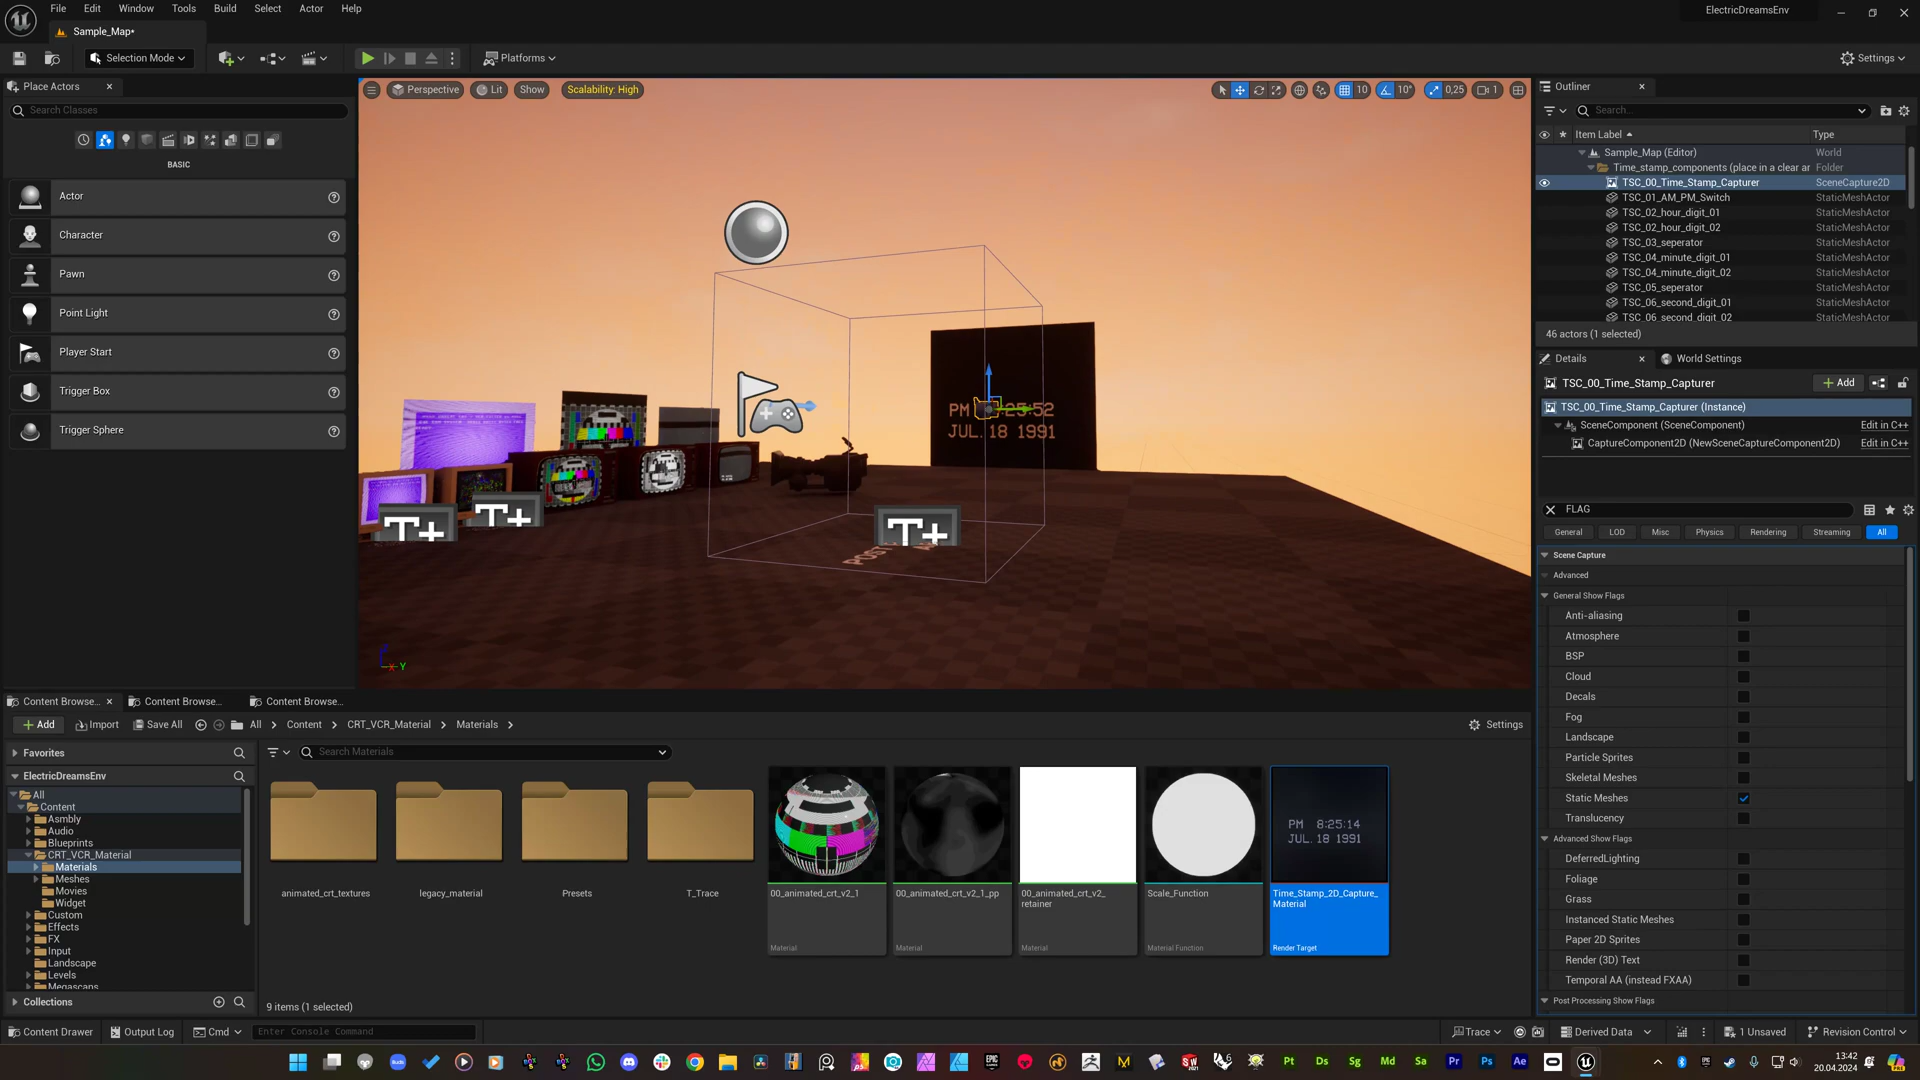 File Edit Window Tools Build Select Actor Help
ElectricDreamsEnv
Sample_Map*
Selection Mode
Platforms
Settings
Place Actors
Search Classes
BASIC
Actor
Character
Pawn
Point Light
Player Start
Trigger Box
Trigger Sphere
Perspective Lit Show Scalability: High
10 10° 0,25 1
PM 8:25:52
JUL. 18 1991
T+ T+ T+
Y
Outliner
Search...
Item Label Type
Sample_Map (Editor) World
Time_stamp_components (place in a clear ar Folder
TSC_00_Time_Stamp_Capturer SceneCapture2D
TSC_01_AM_PM_Switch StaticMeshActor
TSC_02_hour_digit_01 StaticMeshActor
TSC_02_hour_digit_02 StaticMeshActor
TSC_03_seperator StaticMeshActor
TSC_04_minute_digit_01 StaticMeshActor
TSC_04_minute_digit_02 StaticMeshActor
TSC_05_seperator StaticMeshActor
TSC_06_second_digit_01 StaticMeshActor
TSC_06_second_digit_02 StaticMeshActor
46 actors (1 selected)
Details World Settings
TSC_00_Time_Stamp_Capturer Add
TSC_00_Time_Stamp_Capturer (Instance)
SceneComponent (SceneComponent) Edit in C++
CaptureComponent2D (NewSceneCaptureComponent2D) Edit in C++
FLAG
General LOD Misc Physics Rendering Streaming All
Scene Capture
Advanced
General Show Flags
Anti-aliasing
Atmosphere
BSP
Cloud
Decals
Fog
Landscape
Particle Sprites
Skeletal Meshes
Static Meshes
Translucency
Advanced Show Flags
DeferredLighting
Foliage
Grass
Instanced Static Meshes
Paper 2D Sprites
Render (3D) Text
Temporal AA (instead FXAA)
Post Processing Show Flags
Content Browse... Content Browse... Content Browse...
Add Import Save All All Content CRT_VCR_Material Materials Settings
Favorites
ElectricDreamsEnv
All
Content
Asmbly
Audio
Blueprints
CRT_VCR_Material
Materials
Meshes
Movies
Widget
Custom
Effects
FX
Input
Landscape
Levels
Megascans
Collections
Search Materials
animated_crt_textures
legacy_material
Presets
T_Trace
00_animated_crt_v2_1
Material
00_animated_crt_v2_1_pp
Material
00_animated_crt_v2_
retainer
Material
Scale_Function
Material Function
PM 8:25:14
JUL. 18 1991
Time_Stamp_2D_Capture_
Material
Render Target
9 items (1 selected)
Content Drawer Output Log Cmd Enter Console Command
Trace Derived Data 1 Unsaved Revision Control
Pt Ds Sg Md Sa Pr Ps Ae
13:42
20.04.2024